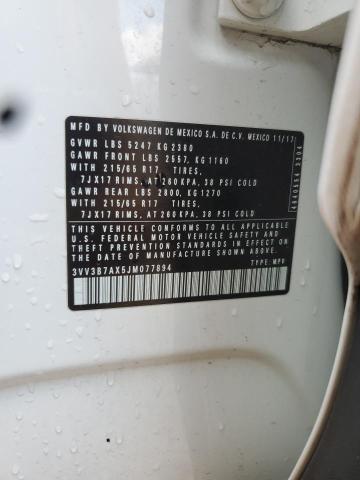 MFD BY VOLKSWAGEN DE MEXICO S.A. DE C.V. MEXICO 11/17
GVWR LBS 5247 KG 2380
GAWR FRONT LBS 2557, KG 1160
WITH 215/65 R17 TIRES,
7JX17 RIMS, AT 260 KPA, 38 PSI COLD
GAWR REAR LBS 2800, KG 1270
WITH 215/65 R17 TIRES,
7JX17 RIMS, AT 260 KPA, 38 PSI COLD
THIS VEHICLE CONFORMS TO ALL APPLICABLE
U.S. FEDERAL MOTOR VEHICLE SAFETY AND
THEFT PREVENTION STANDARDS IN EFFECT ON
THE DATE OF MANUFACTURE SHOWN ABOVE.
3VV3B7AX5JM077894
TYPE: MPV